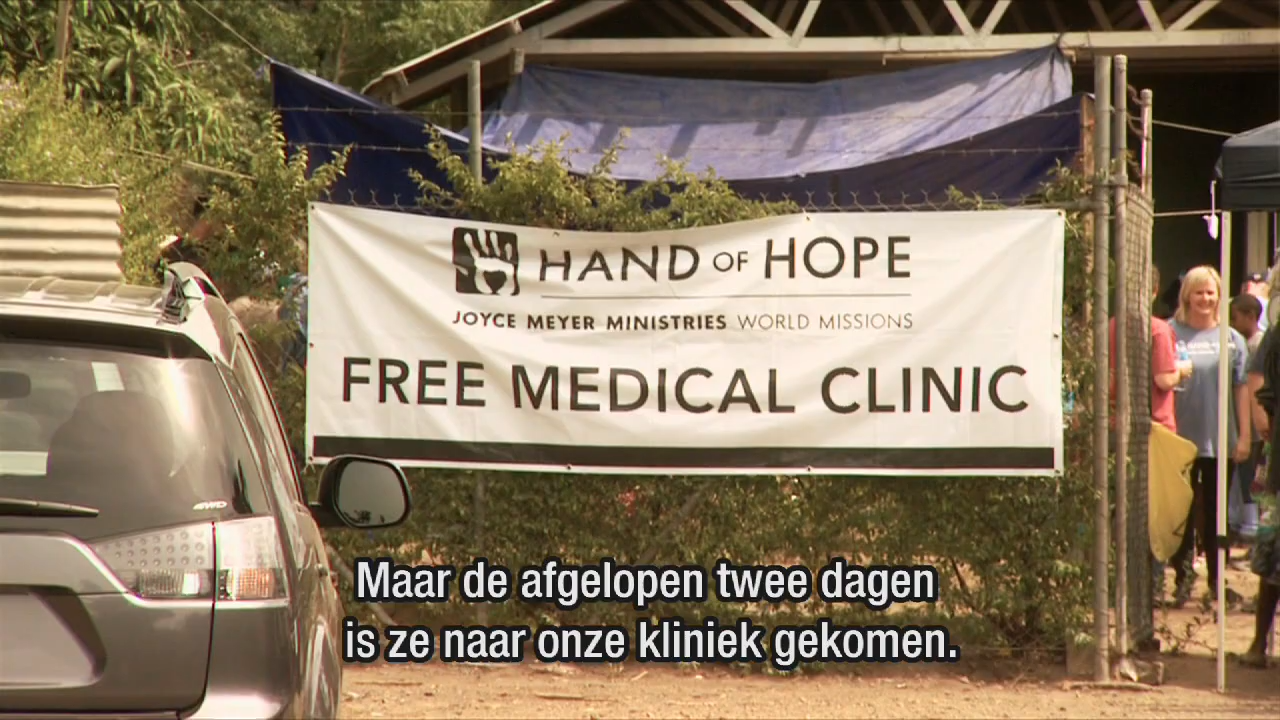 HAND OF HOPE
JOYCE MEYER MINISTRIES WORLD MISSIONS
FREE MEDICAL CLINIC
4WD
Maar de afgelopen twee dagen
is ze naar onze kliniek gekomen.